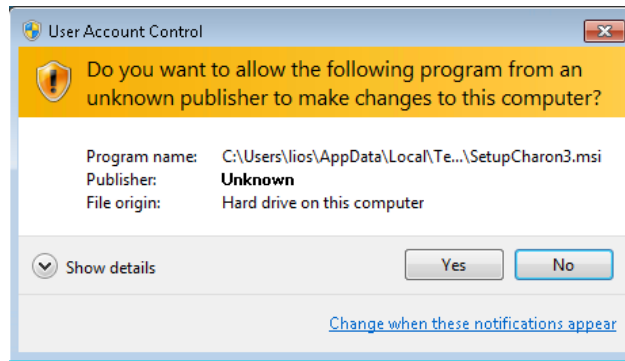 User Account Control
Do you want to allow the following program from an
unknown publisher to make changes to this computer?
Program name: C:\Users\lios\AppData\Local\Te...\SetupCharon3.msi
Publisher: Unknown
File origin: Hard drive on this computer
Show details Yes No
Change when these notifications appear